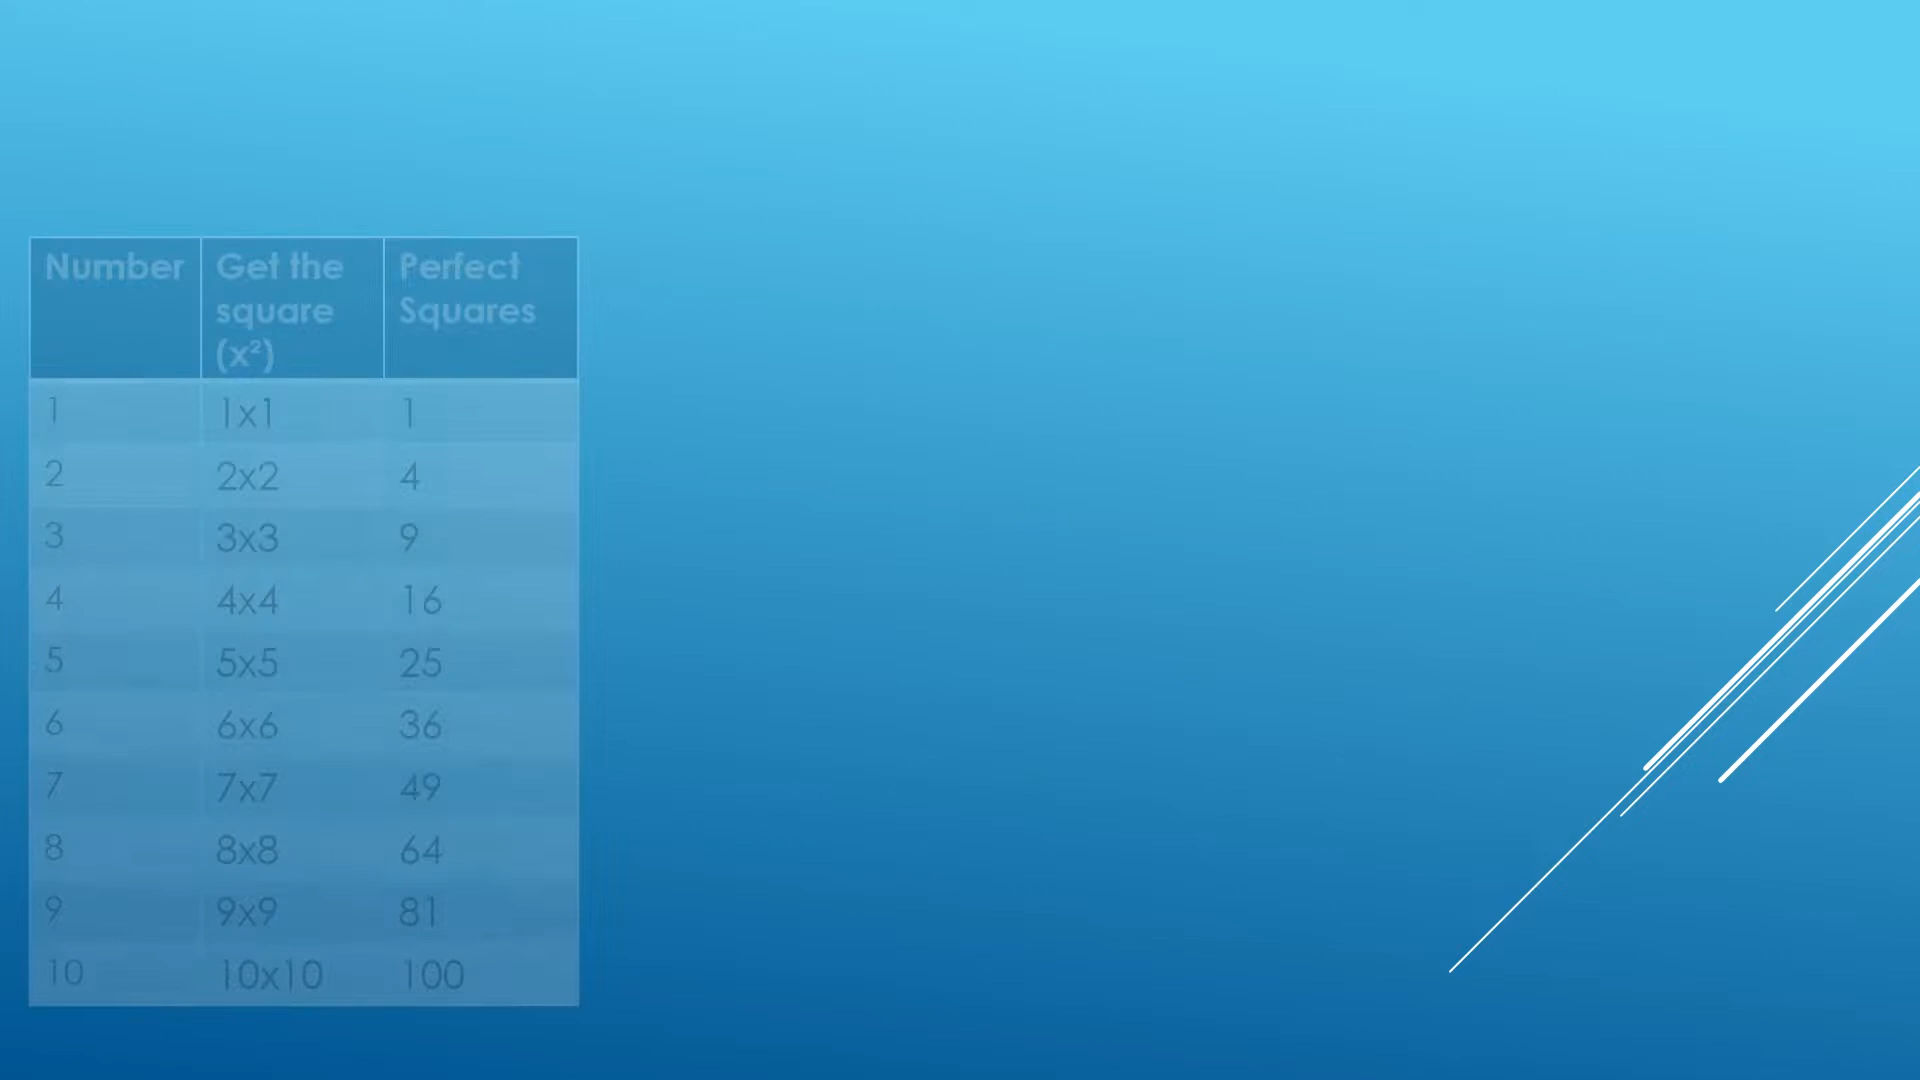 Number Get the Perfect
square Squares
(x²)
1 1x1 1
2 2x2 4
3 3x3 9
4 4x4 16
5 5x5 25
6 6x6 36
7 7x7 49
8 8x8 64
9 9x9 81
10 10x10 100